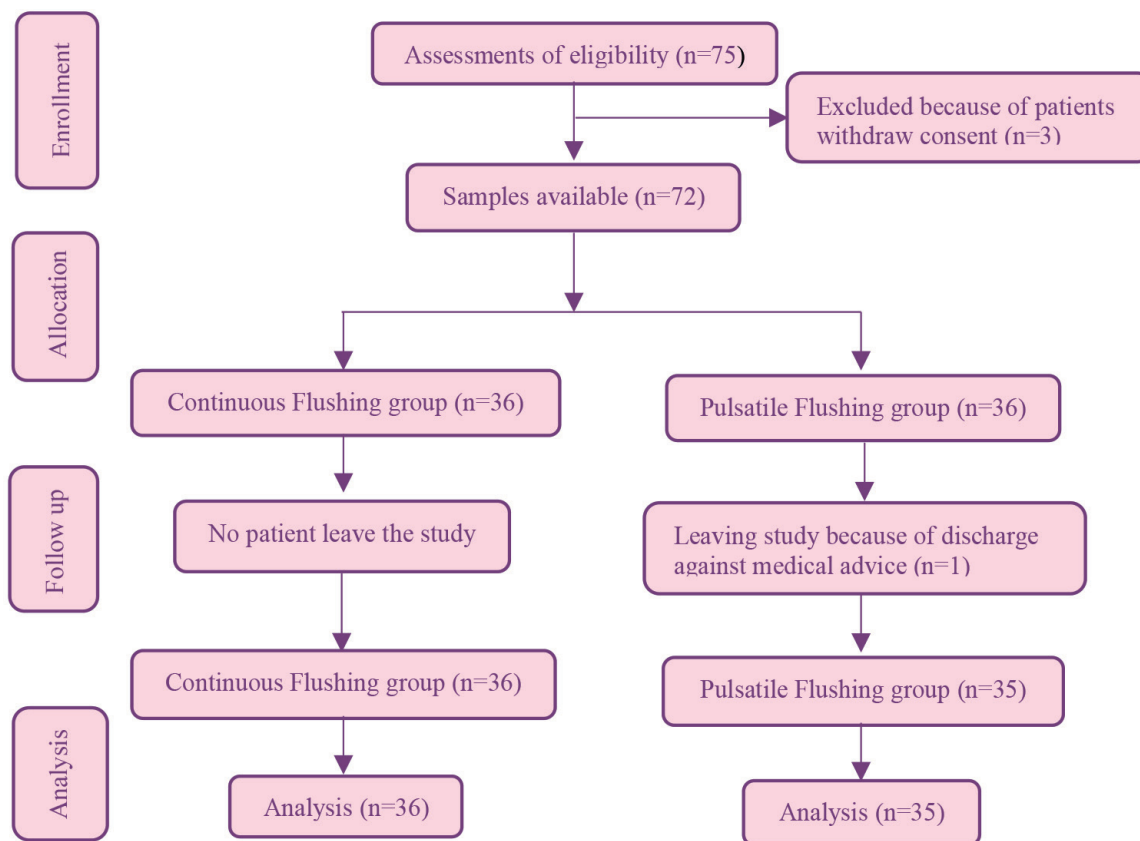 Enrollment
Assessments of eligibility (n=75)
Excluded because of patients
withdraw consent (n=3)
Samples available (n=72)
Allocation
Continuous Flushing group (n=36)
Pulsatile Flushing group (n=36)
Follow up
No patient leave the study
Leaving study because of discharge
against medical advice (n=1)
Continuous Flushing group (n=36)
Pulsatile Flushing group (n=35)
Analysis
Analysis (n=36)
Analysis (n=35)